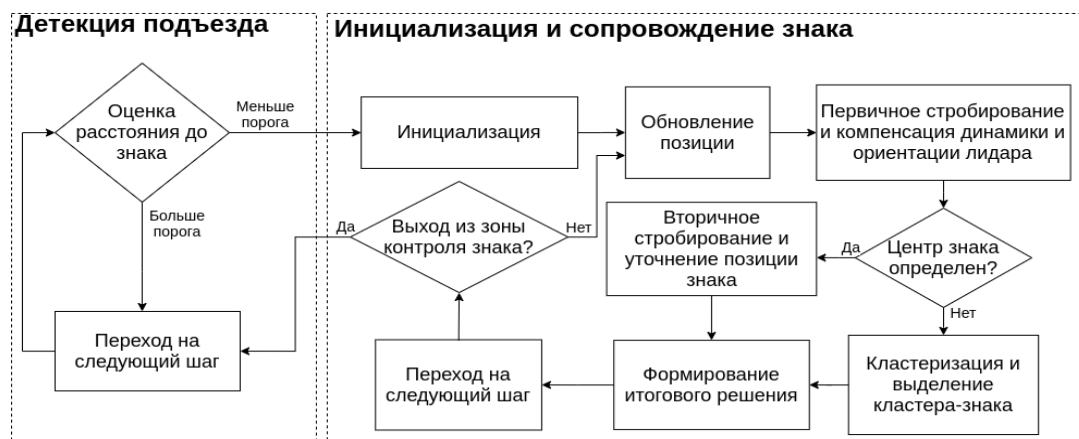 Детекция подъезда
Оценка
расстояния до
знака
Меньше
порога
Больше
порога
Переход на
следующий шаг
Инициализация и сопровождение знака
Инициализация
Обновление
позиции
Первичное стробирование
и компенсация динамики и
ориентации лидара
Центр знака
определен?
Да
Нет
Вторичное
стробирование и
уточнение позиции
знака
Кластеризация и
выделение
кластера-знака
Формирование
итогового решения
Переход на
следующий шаг
Выход из зоны
контроля знака?
Да
Нет